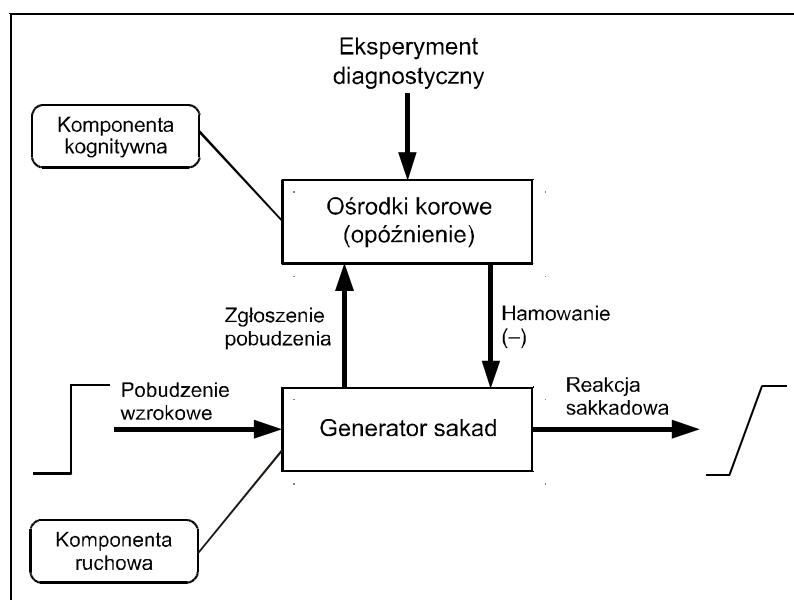 Eksperyment
diagnostyczny
Komponenta
kognitywna
Ośrodki korowe
(opóźnienie)
Zgłoszenie
pobudzenia
Hamowanie
(–)
Pobudzenie
wzrokowe
Generator sakad
Reakcja
sakkadowa
Komponenta
ruchowa